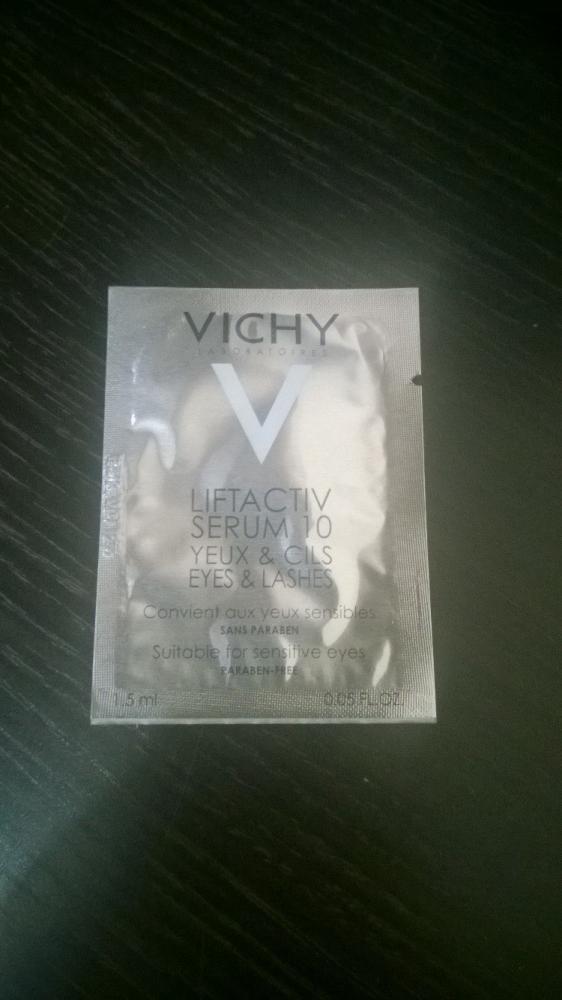 VICHY
LABORATOIRES
V
LIFTACTIV
SERUM 10
YEUX & CILS
EYES & LASHES
Convient aux yeux sensibles
SANS PARABEN
Suitable for sensitive eyes
PARABEN-FREE
1.5 ml 0.05 FL.OZ.